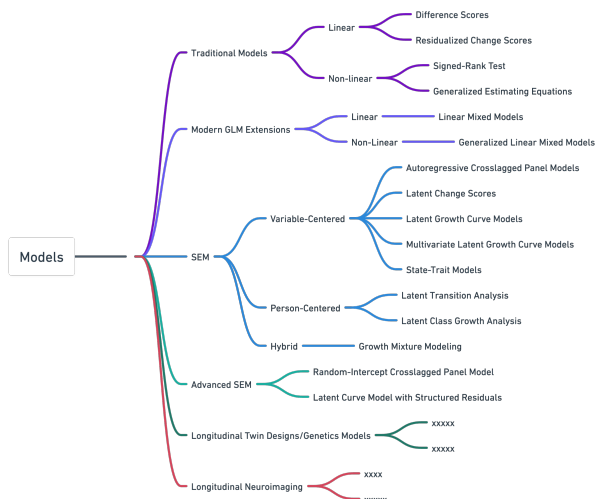 Difference Scores
Linear
Residualized Change Scores
Traditional Models
Signed-Rank Test
Non-linear
Generalized Estimating Equations
Linear
Linear Mixed Models
Modern GLM Extensions
Non-Linear
Generalized Linear Mixed Models
Autoregressive Crosslagged Panel Models
Latent Change Scores
Variable-Centered
Latent Growth Curve Models
Multivariate Latent Growth Curve Models
Models
SEM
State-Trait Models
Latent Transition Analysis
Person-Centered
Latent Class Growth Analysis
Hybrid
Growth Mixture Modeling
Random-Intercept Crosslagged Panel Model
Advanced SEM
Latent Curve Model with Structured Residuals
xxxxx
Longitudinal Twin Designs/Genetics Models
xxxxx
xxxx
Longitudinal Neuroimaging